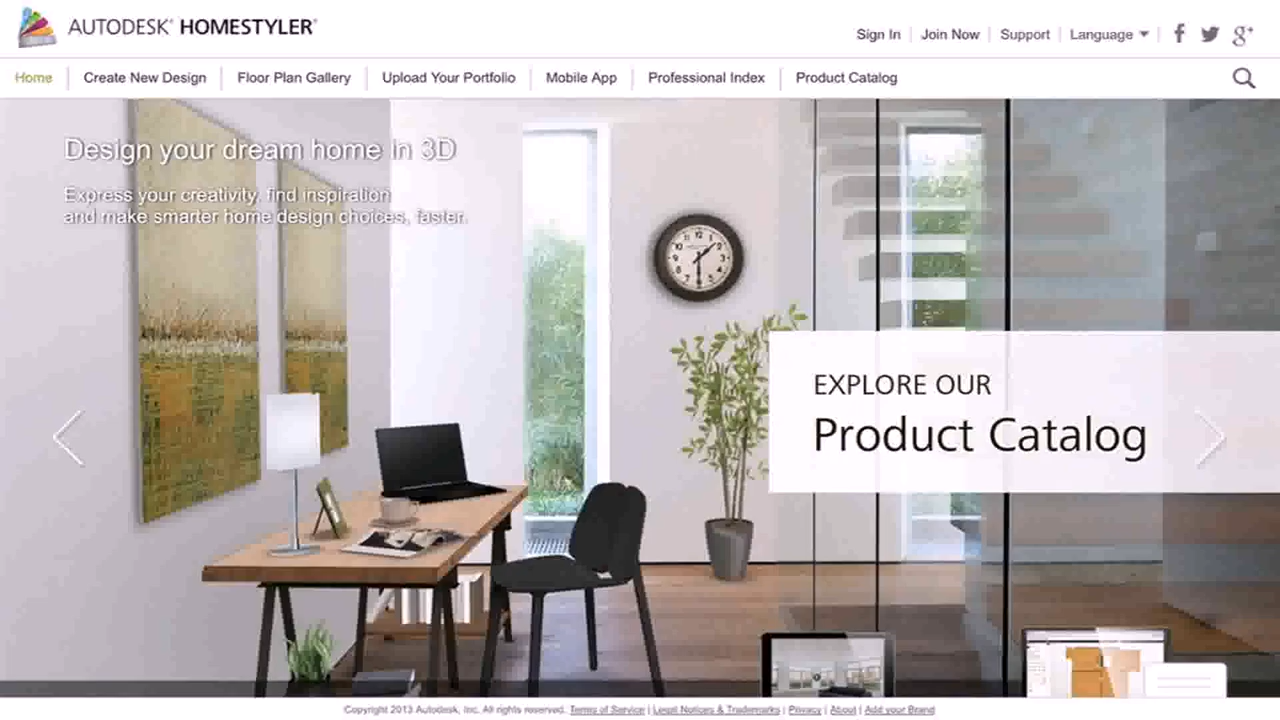 AUTODESK® HOMESTYLER®
Sign In
Join Now
Support
Language
Home
Create New Design
Floor Plan Gallery
Upload Your Portfolio
Mobile App
Professional Index
Product Catalog
Design your dream home in 3D
Express your creativity, find inspiration
and make smarter home design choices, faster.
EXPLORE OUR
Product Catalog
Copyright 2013 Autodesk, Inc. All rights reserved. Terms of Service | Legal Notices & Trademarks | Privacy | About | Add your Brand